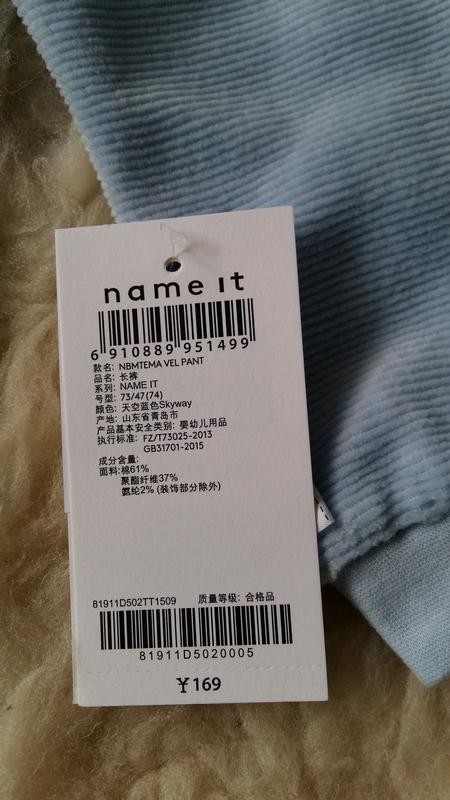 name it
6 910889 951499
款名: NBMTEMA VEL PANT
品名: 长裤
系列: NAME IT
号型: 73/47(74)
颜色: 天空蓝色Skyway
产地: 山东省青岛市
产品基本安全类别: 婴幼儿用品
执行标准: FZ/T73025-2013
GB31701-2015
成分含量:
面料:棉61%
聚酯纤维37%
氨纶2% (装饰部分除外)
81911D502TT1509 质量等级: 合格品
81911D5020005
¥169